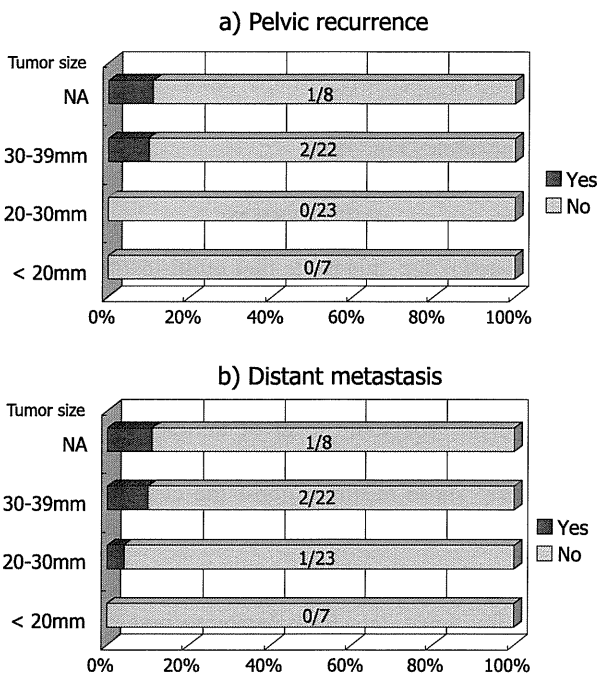 a) Pelvic recurrence
Tumor size
NA
1/8
30-39mm
2/22
20-30mm
0/23
< 20mm
0/7
Yes
No
0% 20% 40% 60% 80% 100%
b) Distant metastasis
Tumor size
NA
1/8
30-39mm
2/22
20-30mm
1/23
< 20mm
0/7
Yes
No
0% 20% 40% 60% 80% 100%